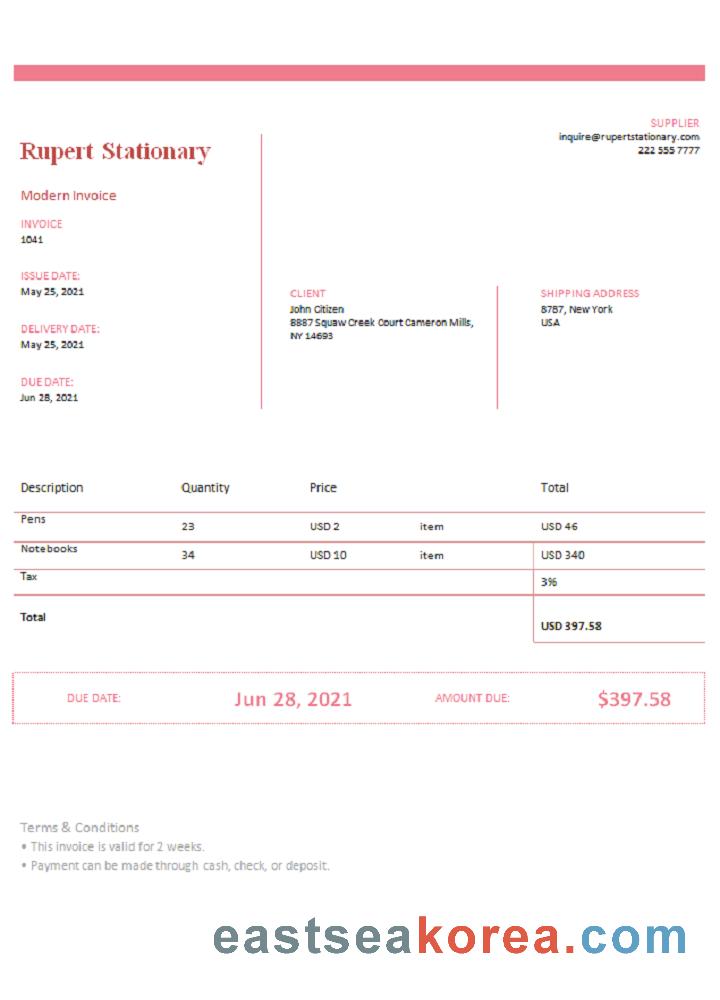 SUPPLIER
inquire@rupertstationary.com
222 555 7777
Rupert Stationary
Modern Invoice
INVOICE
1041
ISSUE DATE:
May 25, 2021
DELIVERY DATE:
May 25, 2021
DUE DATE:
Jun 28, 2021
CLIENT
John Citizen
8887 Squaw Creek Court Cameron Mills,
NY 14693
SHIPPING ADDRESS
8787, New York
USA
Description Quantity Price Total
Pens 23 USD 2 item USD 46
Notebooks 34 USD 10 item USD 340
Tax 3%
Total USD 397.58
DUE DATE: Jun 28, 2021 AMOUNT DUE: $397.58
Terms & Conditions
• This invoice is valid for 2 weeks.
• Payment can be made through cash, check, or deposit.
eastseakorea.com